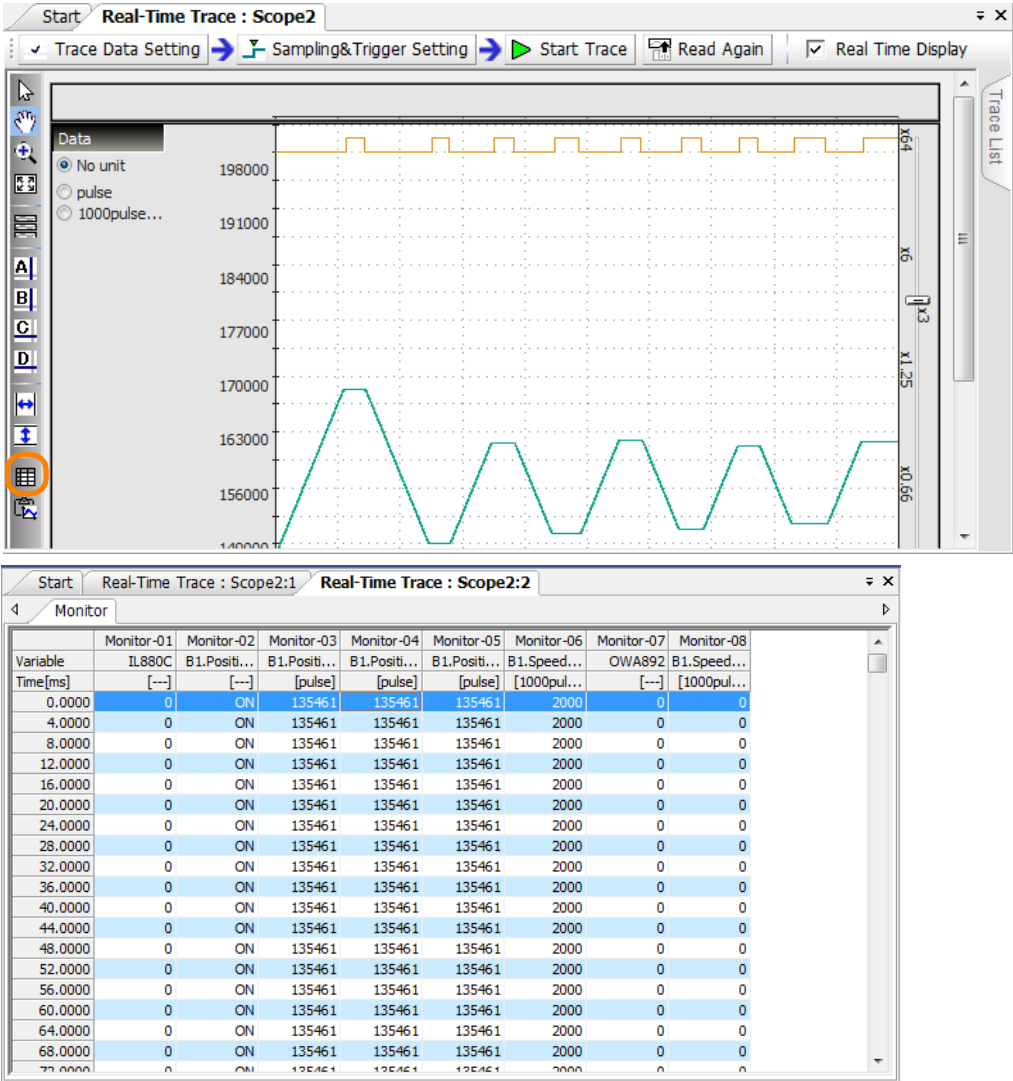 Start Real-Time Trace : Scope2
Trace Data Setting Sampling&Trigger Setting Start Trace Read Again Real Time Display
Trace List
Data
No unit
pulse
1000pulse...
198000
191000
184000
177000
170000
163000
156000
x64
x6
x3
x1.25
x0.66
A
B
C
D
Start Real-Time Trace : Scope2:1 Real-Time Trace : Scope2:2
Monitor
Monitor-01 Monitor-02 Monitor-03 Monitor-04 Monitor-05 Monitor-06 Monitor-07 Monitor-08
Variable IL880C B1.Positi... B1.Positi... B1.Positi... B1.Positi... B1.Speed... OWA892 B1.Speed...
Time[ms] [---] [---] [pulse] [pulse] [pulse] [1000pul... [---] [1000pul...
0.0000 0 ON 135461 135461 135461 2000 0 0
4.0000 0 ON 135461 135461 135461 2000 0 0
8.0000 0 ON 135461 135461 135461 2000 0 0
12.0000 0 ON 135461 135461 135461 2000 0 0
16.0000 0 ON 135461 135461 135461 2000 0 0
20.0000 0 ON 135461 135461 135461 2000 0 0
24.0000 0 ON 135461 135461 135461 2000 0 0
28.0000 0 ON 135461 135461 135461 2000 0 0
32.0000 0 ON 135461 135461 135461 2000 0 0
36.0000 0 ON 135461 135461 135461 2000 0 0
40.0000 0 ON 135461 135461 135461 2000 0 0
44.0000 0 ON 135461 135461 135461 2000 0 0
48.0000 0 ON 135461 135461 135461 2000 0 0
52.0000 0 ON 135461 135461 135461 2000 0 0
56.0000 0 ON 135461 135461 135461 2000 0 0
60.0000 0 ON 135461 135461 135461 2000 0 0
64.0000 0 ON 135461 135461 135461 2000 0 0
68.0000 0 ON 135461 135461 135461 2000 0 0